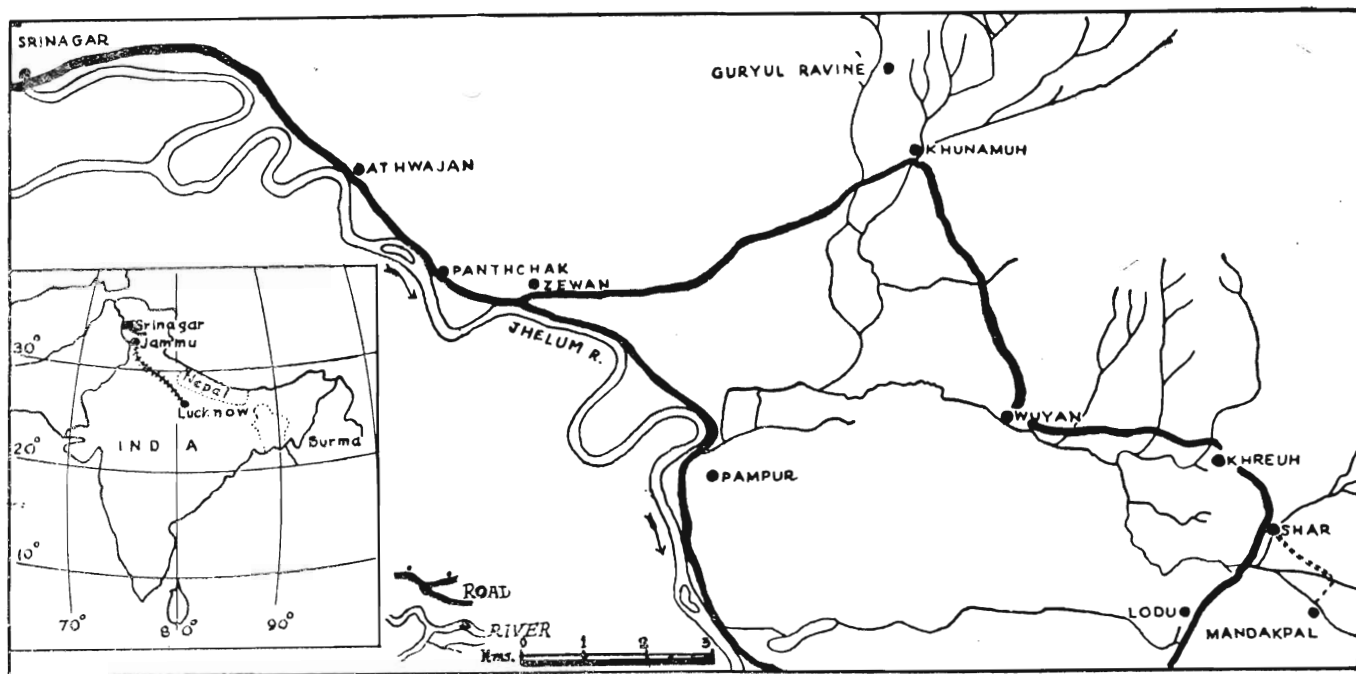 SRINAGAR
GURYUL RAVINE
KHUNAMUH
ATHWAJAN
PANTHCHAK
ZEWAN
JHELUM R.
WUYAN
KHREUH
PAMPUR
SHAR
LODU
MANDAKPAL
Srinagar
Jammu
30°
Nepal
Lucknow
INDIA
Burma
20°
10°
70°
80°
90°
ROAD
RIVER
Kms. 0 1 2 3